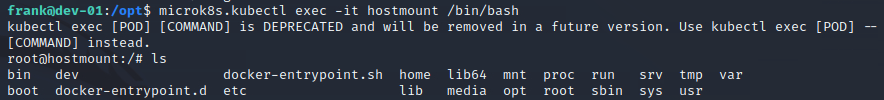 frank@dev-01:/opt$ microk8s.kubectl exec -it hostmount /bin/bash
kubectl exec [POD] [COMMAND] is DEPRECATED and will be removed in a future version. Use kubectl exec [POD] --
[COMMAND] instead.
root@hostmount:/# ls
bin   dev                  docker-entrypoint.sh  home  lib64  mnt  proc  run   srv  tmp  var
boot  docker-entrypoint.d  etc                   lib   media  opt  root  sbin  sys  usr